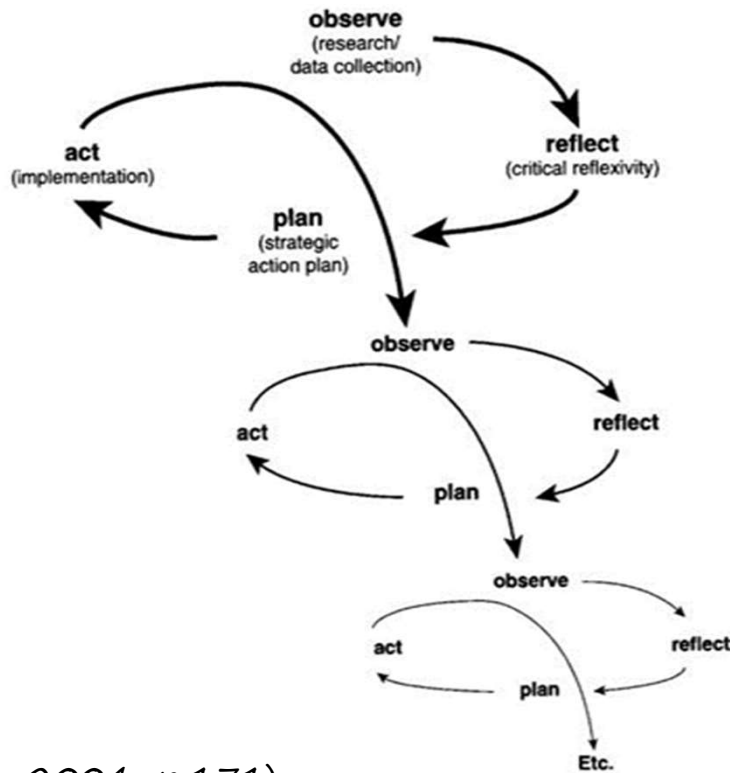 observe
(research/
data collection)
reflect
(critical reflexivity)
act
(implementation)
plan
(strategic
action plan)
observe
reflect
act
plan
observe
reflect
act
plan
Etc.
p.171)